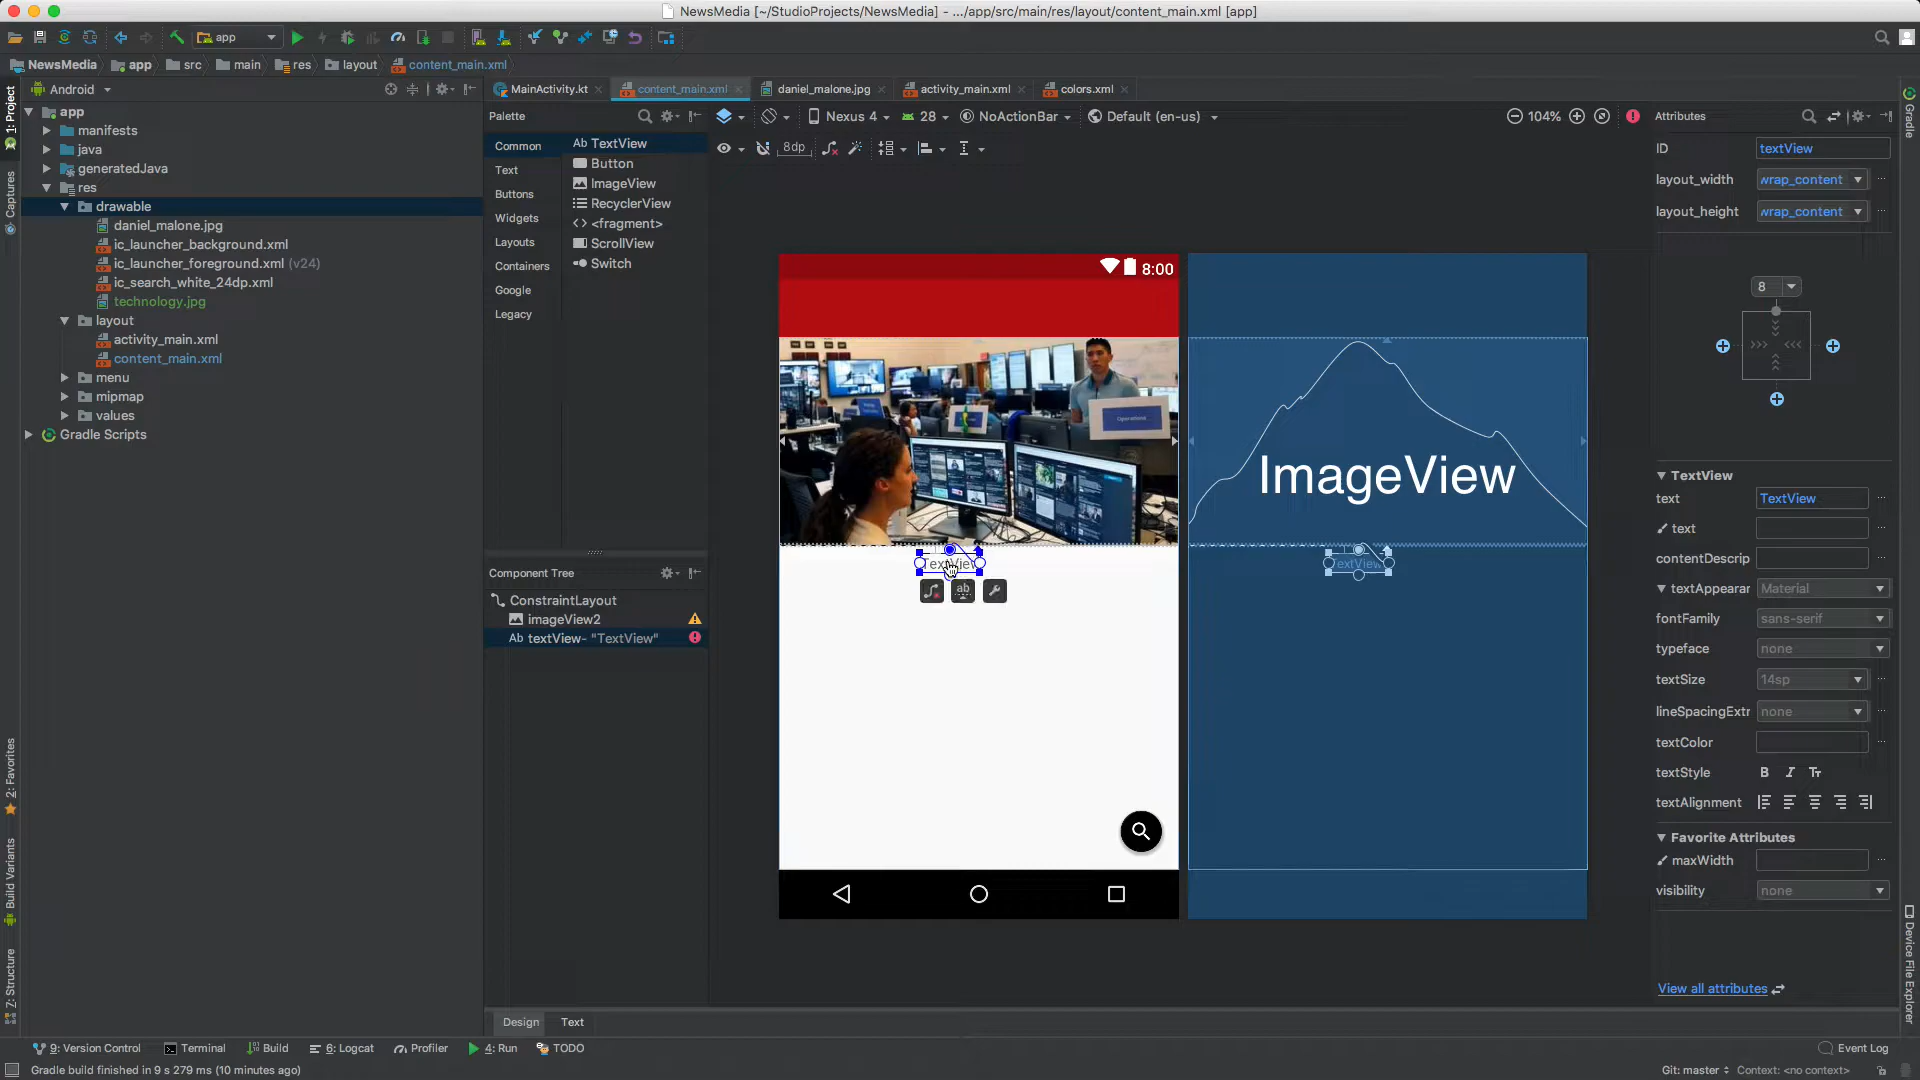 NewsMedia [~/StudioProjects/NewsMedia] - .../app/src/main/res/layout/content_main.xml [app]
app
NewsMedia
app
src
main
res
layout
content_main.xml
1: Project
Captures
2: Favorites
Build Variants
7: Structure
Android
app
manifests
java
generatedJava
res
drawable
daniel_malone.jpg
ic_launcher_background.xml
ic_launcher_foreground.xml (v24)
ic_search_white_24dp.xml
technology.jpg
layout
activity_main.xml
content_main.xml
menu
mipmap
values
Gradle Scripts
MainActivity.kt
content_main.xml
daniel_malone.jpg
activity_main.xml
colors.xml
Palette
Common
Text
Buttons
Widgets
Layouts
Containers
Google
Legacy
Ab TextView
Button
ImageView
RecyclerView
<> <fragment>
ScrollView
Switch
Component Tree
ConstraintLayout
imageView2
Ab textView- "TextView"
Nexus 4
28
NoActionBar
Default (en-us)
104%
8dp
8:00
Operations
TextView
ab
ImageView
TextView
Attributes
ID textView
layout_width wrap_content
layout_height wrap_content
8
TextView
text TextView
text
contentDescrip
textAppearar Material
fontFamily sans-serif
typeface none
textSize 14sp
lineSpacingExtr none
textColor
textStyle B I Tt
textAlignment
Favorite Attributes
maxWidth
visibility none
View all attributes
Gradle
Device File Explorer
Design Text
9: Version Control
Terminal
Build
6: Logcat
Profiler
4: Run
TODO
Event Log
Gradle build finished in 9 s 279 ms (10 minutes ago)
Git: master
Context: <no context>